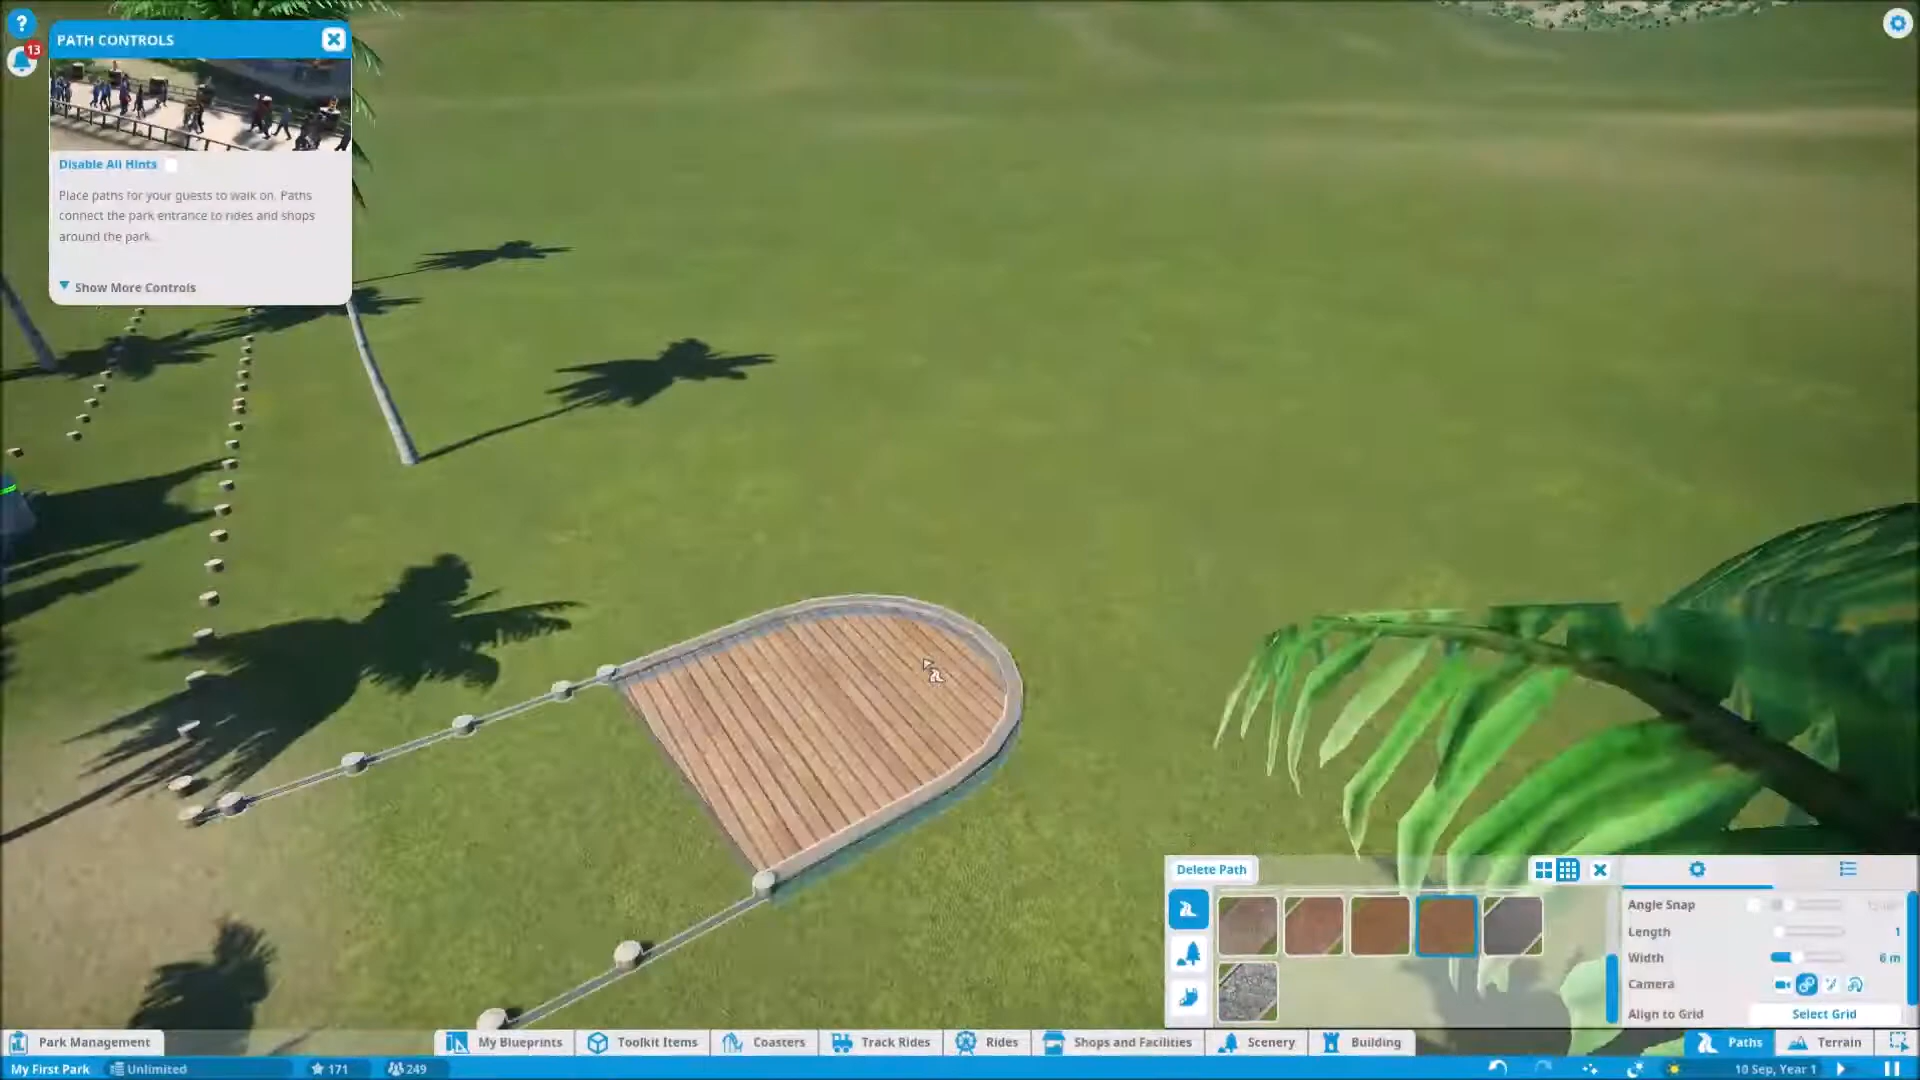 ?
13
PATH CONTROLS
Disable All Hints
Place paths for your guests to walk on. Paths
connect the park entrance to rides and shops
around the park.
Show More Controls
Delete Path
Angle Snap
Length 1
Width 6 m
Camera
Align to Grid Select Grid
Park Management
My Blueprints
Toolkit Items
Coasters
Track Rides
Rides
Shops and Facilities
Scenery
Building
Paths
Terrain
My First Park
Unlimited
171
249
10 Sep, Year 1